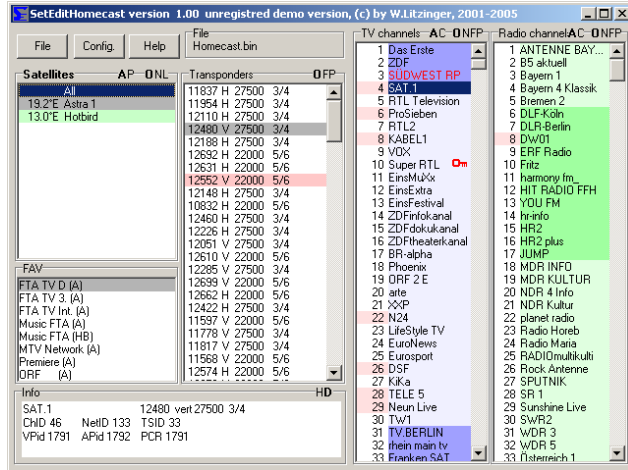 SetEditHomecast version 1.00 unregistred demo version, (c) by W.Litzinger, 2001-2005
File Config. Help
File
Homecast.bin
Satellites AP ONL
All
19.2°E Astra 1
13.0°E Hotbird
FAV
FTA TV D (A)
FTA TV 3. (A)
FTA TV Int. (A)
Music FTA (A)
Music FTA (HB)
MTV Network (A)
Premiere (A)
ORF (A)
Transponders OFP
11837 H 27500 3/4
11954 H 27500 3/4
12110 H 27500 3/4
12480 V 27500 3/4
12188 H 27500 3/4
12692 H 22000 5/6
12631 H 22000 5/6
12552 V 22000 5/6
12148 H 27500 3/4
10832 H 22000 5/6
12460 H 27500 3/4
12226 H 27500 3/4
12051 V 27500 3/4
12610 V 22000 5/6
12285 V 27500 3/4
12699 V 22000 5/6
12662 H 22000 5/6
12422 H 27500 3/4
11597 V 22000 5/6
11778 V 27500 3/4
11817 V 27500 3/4
11568 V 22000 5/6
12574 H 22000 5/6
Info HD
SAT.1 12480 vert 27500 3/4
ChID 46 NetID 133 TSID 33
VPid 1791 APid 1792 PCR 1791
TV channels AC ONFP
1 Das Erste
2 ZDF
3 SÜDWEST RP
4 SAT.1
5 RTL Television
6 ProSieben
7 RTL2
8 KABEL1
9 VOX
10 Super RTL
11 EinsMuXx
12 EinsExtra
13 EinsFestival
14 ZDFinfokanal
15 ZDFdokukanal
16 ZDFtheaterkanal
17 BR-alpha
18 Phoenix
19 ORF 2 E
20 arte
21 XXP
22 N24
23 LifeStyle TV
24 EuroNews
25 Eurosport
26 DSF
27 KiKa
28 TELE 5
29 Neun Live
30 TW1
31 TV.BERLIN
32 rhein main tv
33 Franken SAT
Radio channel AC ONFP
1 ANTENNE BAY...
2 B5 aktuell
3 Bayern 1
4 Bayern 4 Klassik
5 Bremen 2
6 DLF-Köln
7 DLR-Berlin
8 DW01
9 ERF Radio
10 Fritz
11 harmony fm_
12 HIT RADIO FFH
13 YOU FM
14 hr-info
15 HR2
16 HR2 plus
17 JUMP
18 MDR INFO
19 MDR KULTUR
20 NDR 4 Info
21 NDR Kultur
22 planet radio
23 Radio Horeb
24 Radio Maria
25 RADIOmultikulti
26 Rock Antenne
27 SPUTNIK
28 SR 1
29 Sunshine Live
30 SWR2
31 WDR 3
32 WDR 5
33 Österreich 1